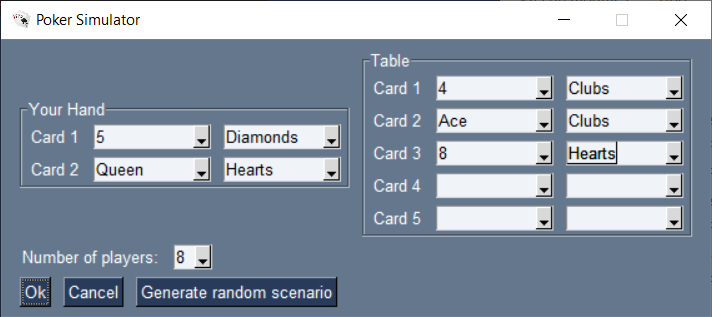 Poker Simulator
Your Hand
Card 1 5 Diamonds
Card 2 Queen Hearts
Table
Card 1 4 Clubs
Card 2 Ace Clubs
Card 3 8 Hearts
Card 4
Card 5
Number of players: 8
Ok Cancel Generate random scenario